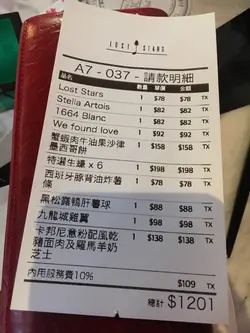 LOST STARS
A7 - 037 - 請款明細
品名 數量 單價 金額
Lost Stars 1 $78 $78 TX
Stella Artois 1 $82 $82 TX
1664 Blanc 1 $82 $82 TX
We found love 1 $92 $92 TX
蟹蝦肉牛油果沙律 1 $138 $138 TX
墨西哥餅
特選生蠔 x 6 1 $198 $198 TX
西班牙豚背油炸薯 1 $78 $78 TX
條
黑松露鴨肝薯球 1 $88 $88 TX
九龍城雞翼 1 $98 $98 TX
卡邦尼意粉配風乾 1 $158 $158 TX
豬面肉及羅馬羊奶
芝士
內用服務費10% $109 TX
總計 $1201